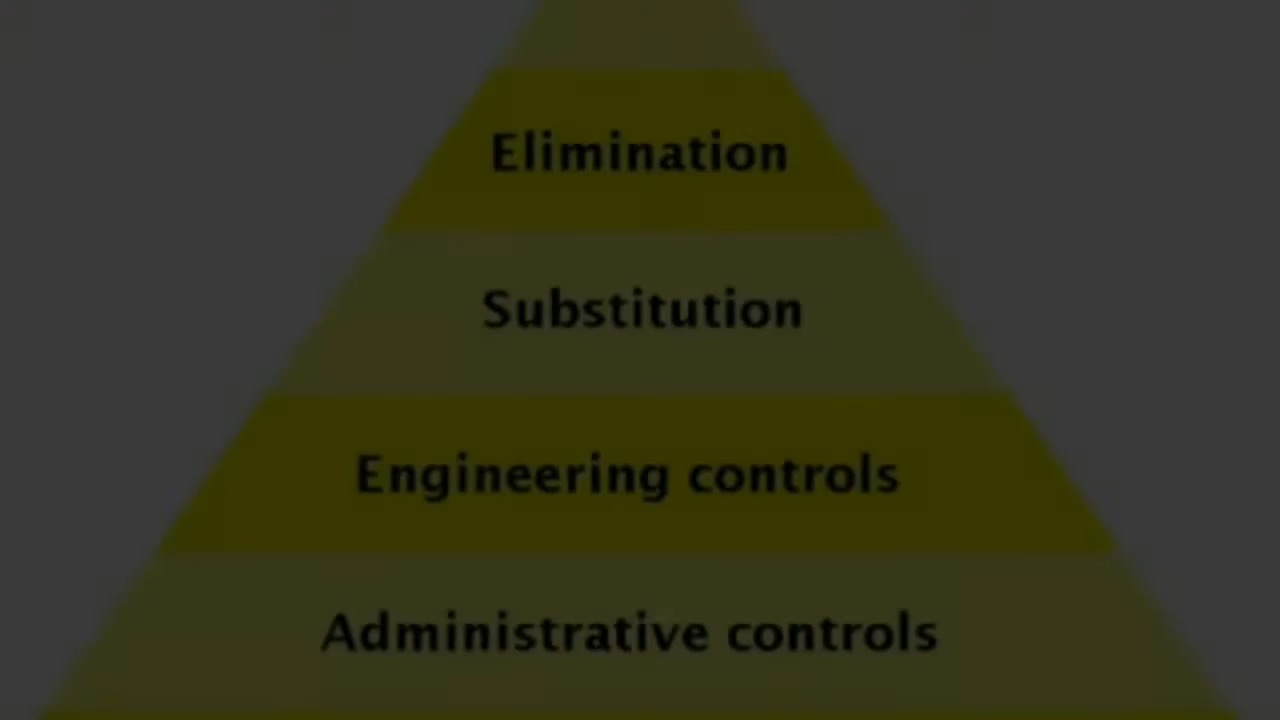 Elimination
Substitution
Engineering controls
Administrative controls